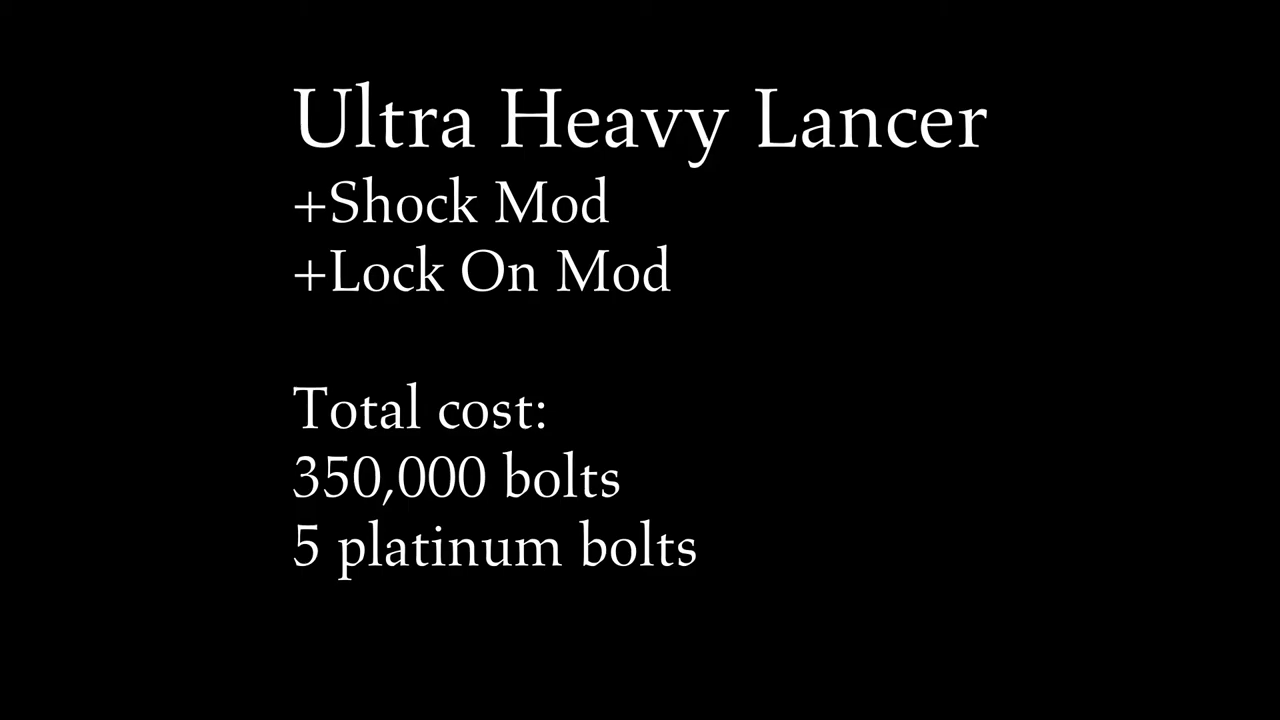 Ultra Heavy Lancer
+Shock Mod
+Lock On Mod
Total cost:
350,000 bolts
5 platinum bolts